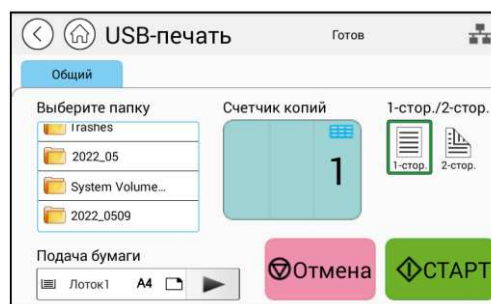 USB-печать
Готов
Общий
Выберите папку
Счетчик копий
1-стор./2-стор.
Trashes
2022_05
System Volume...
2022_0509
1
1-стор.
2-стор.
Подача бумаги
Лоток1 A4
Отмена
СТАРТ